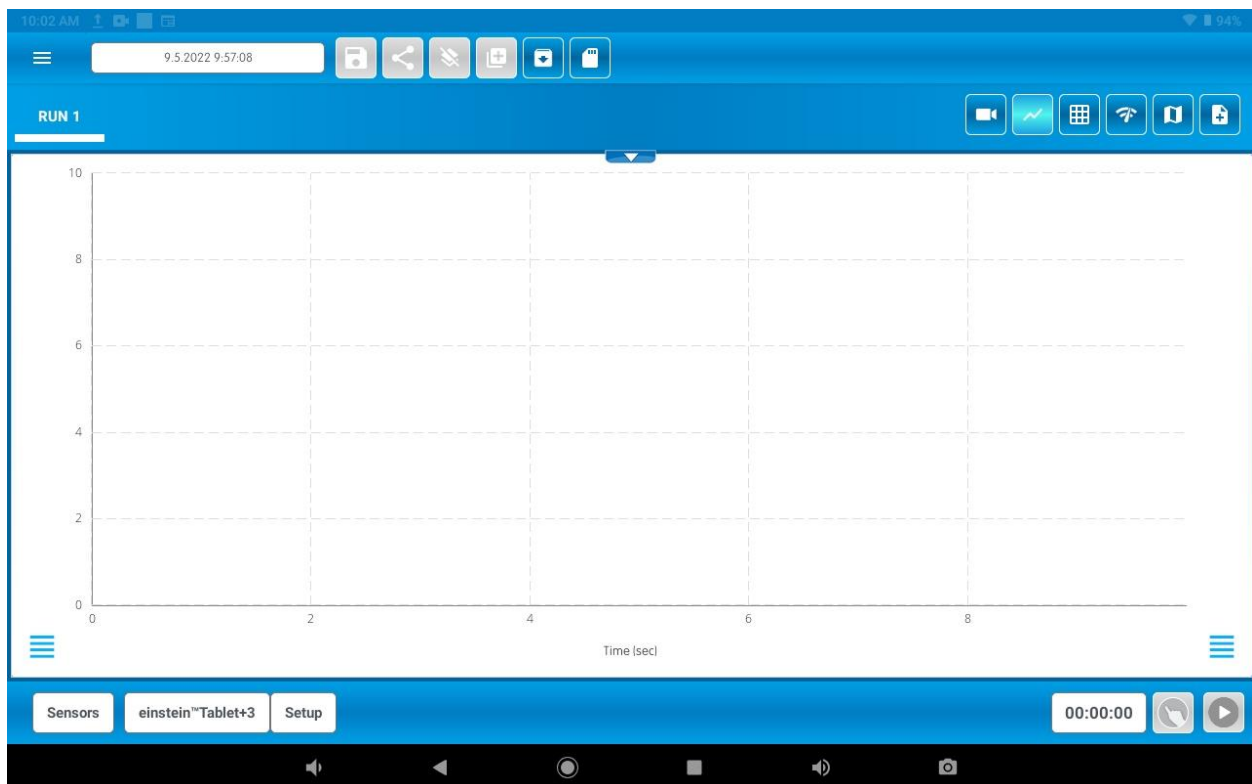 10:02 AM 94%
9.5.2022 9:57:08
RUN 1
10
8
6
4
2
0
0 2 4 6 8
Time (sec)
Sensors einstein™Tablet+3 Setup 00:00:00